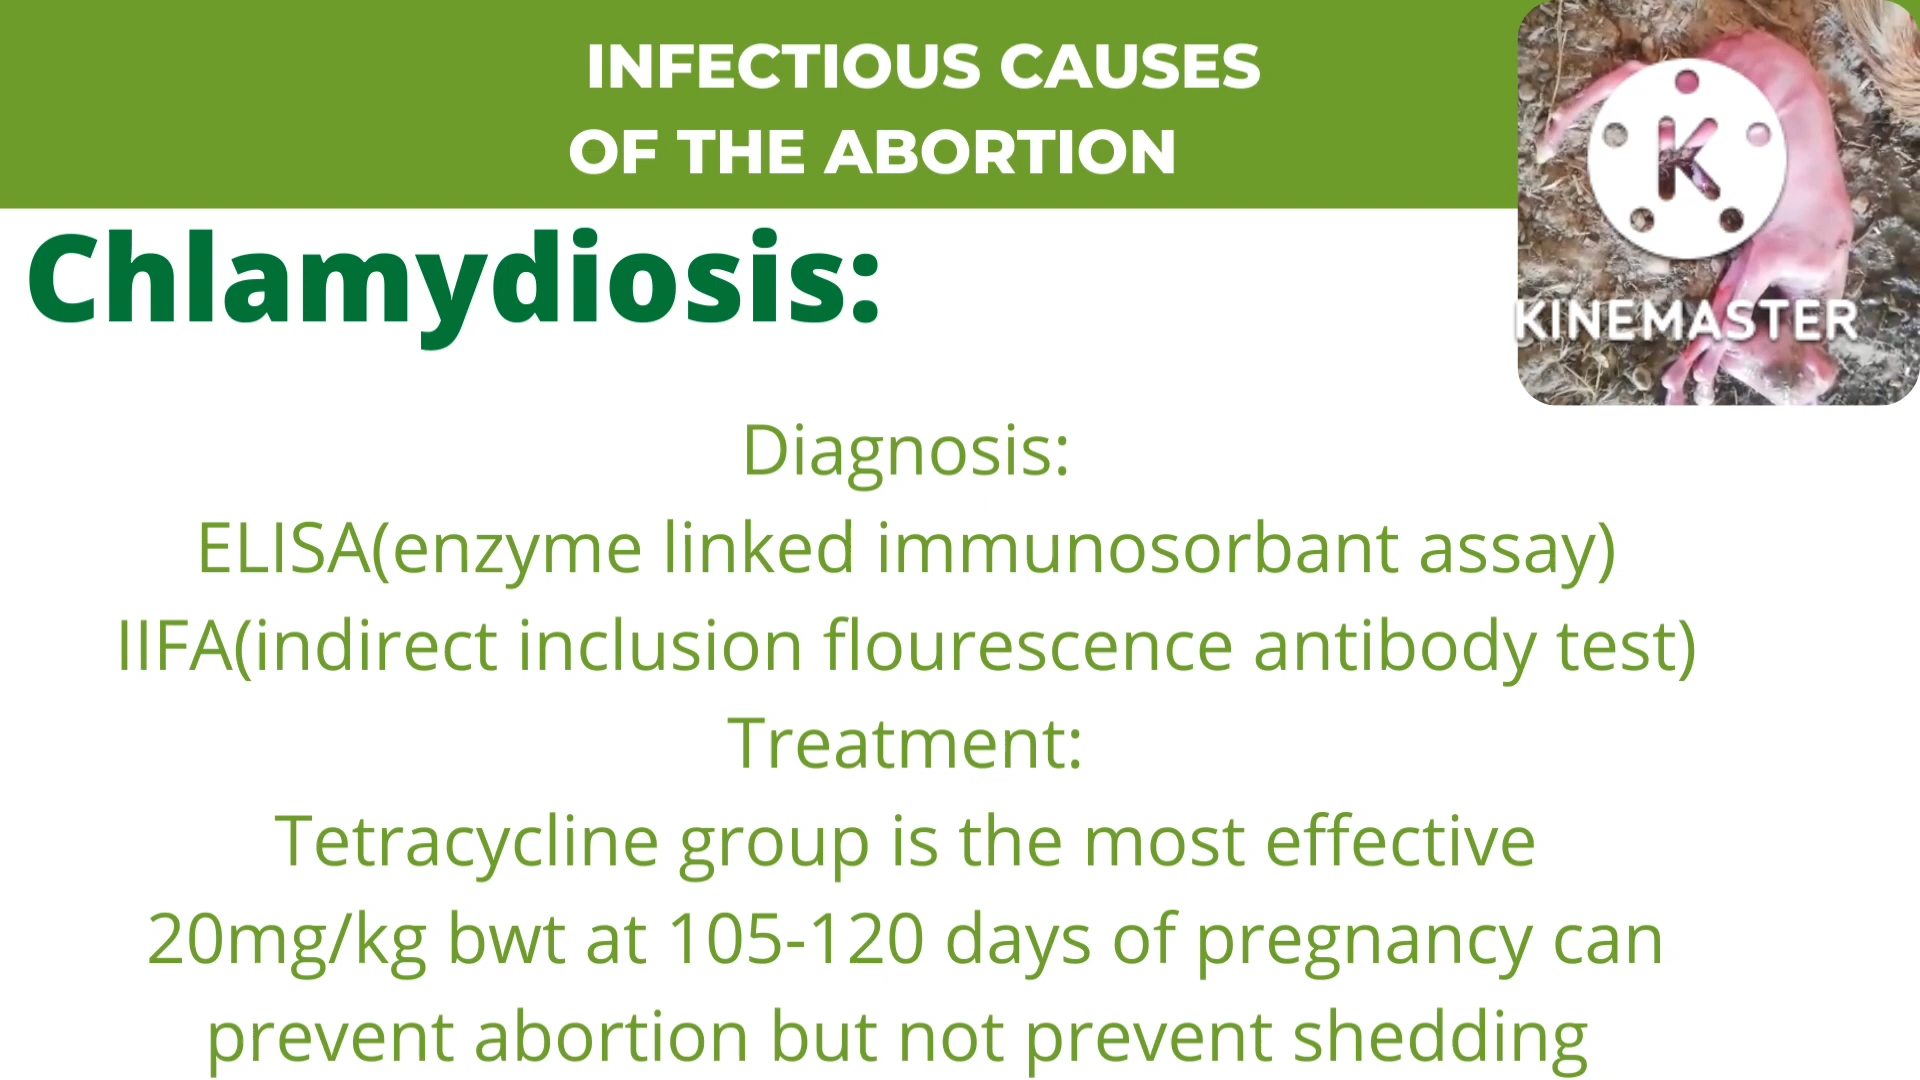 INFECTIOUS CAUSES
OF THE ABORTION
K
KINEMASTER
Chlamydiosis:
Diagnosis:
ELISA(enzyme linked immunosorbant assay)
IIFA(indirect inclusion flourescence antibody test)
Treatment:
Tetracycline group is the most effective
20mg/kg bwt at 105-120 days of pregnancy can
prevent abortion but not prevent shedding